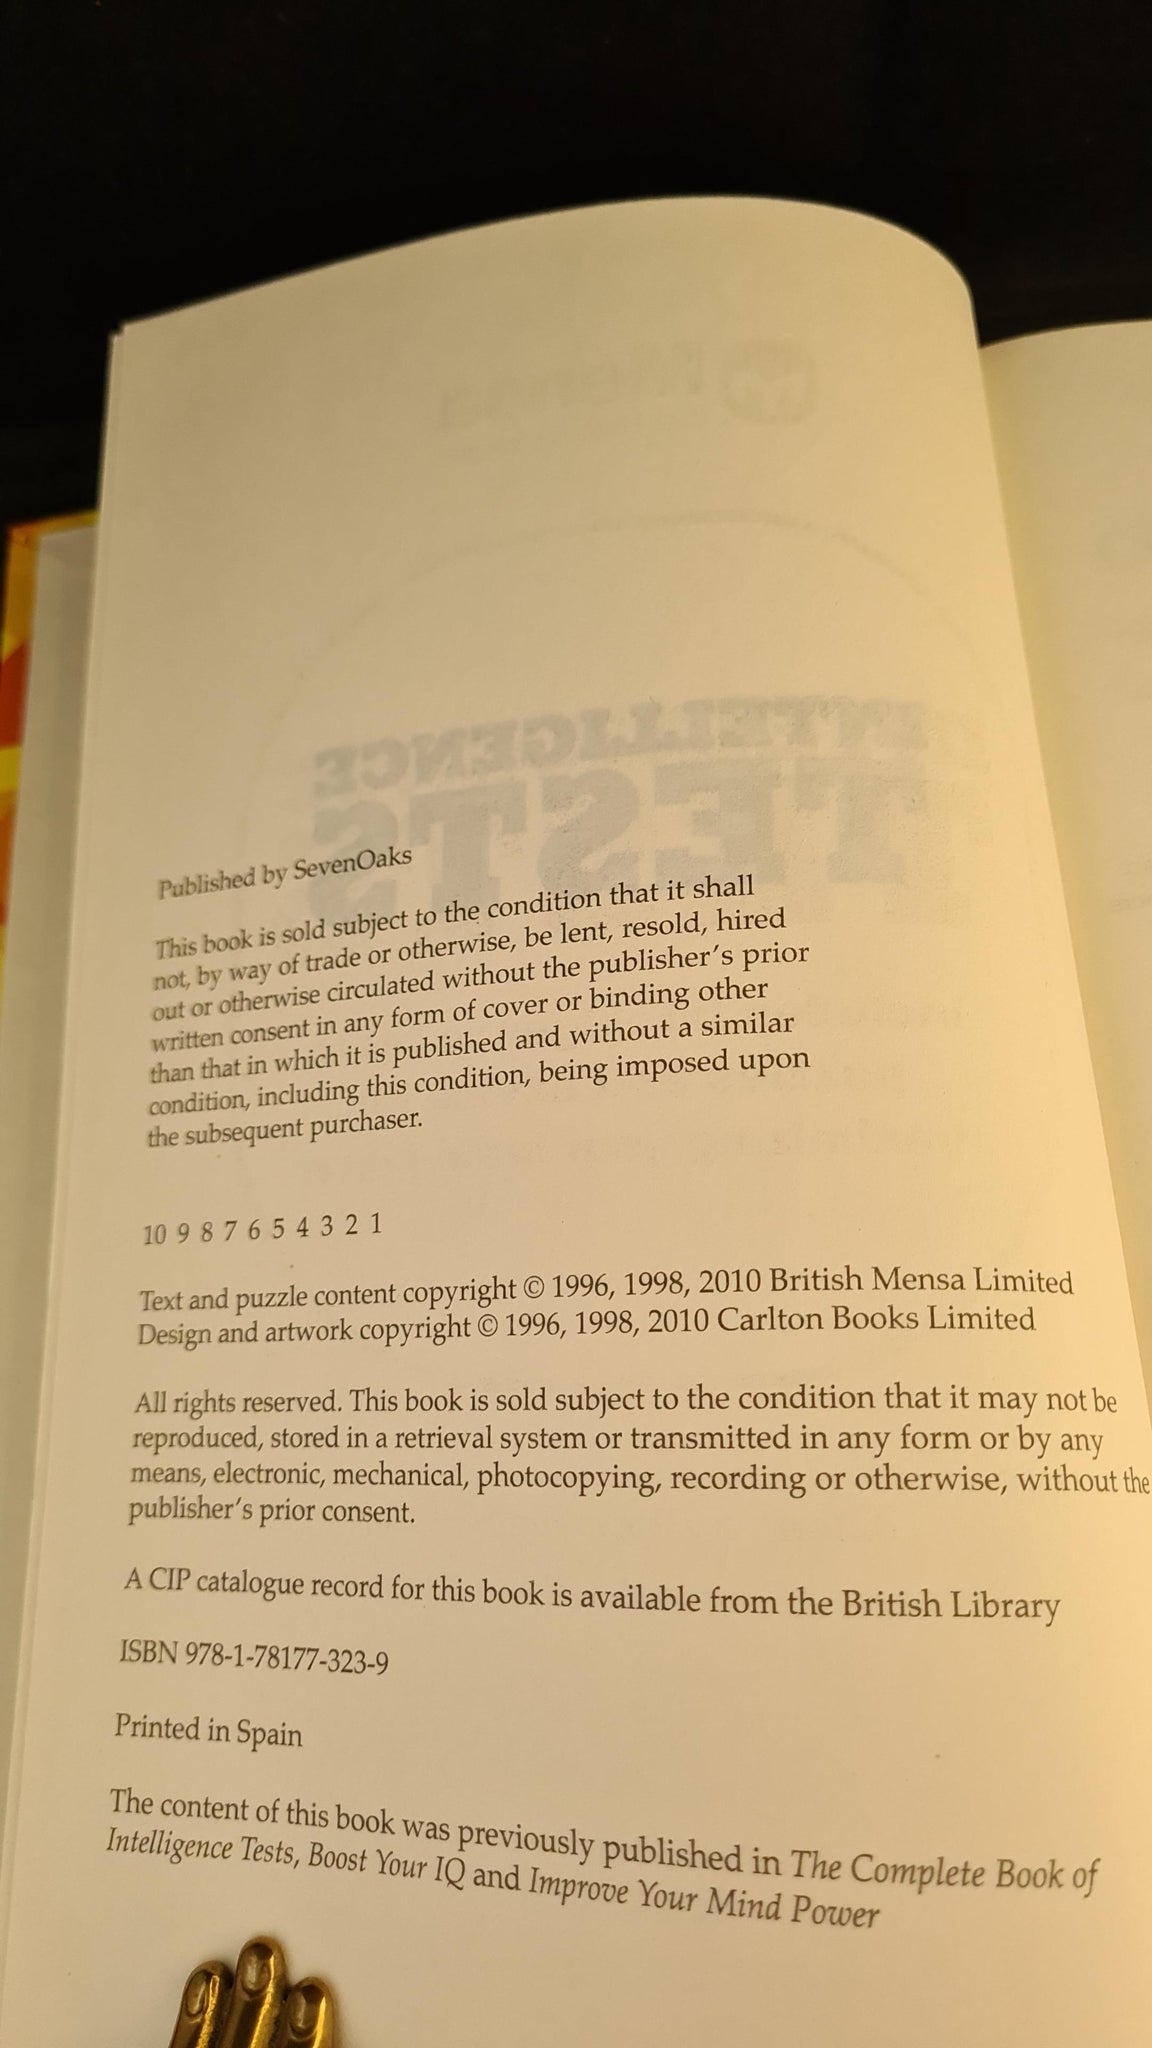 INTELLIGENCE
TESTS
Published by SevenOaks
This book is sold subject to the condition that it shall
not, by way of trade or otherwise, be lent, resold, hired
out or otherwise circulated without the publisher's prior
written consent in any form of cover or binding other
than that in which it is published and without a similar
condition, including this condition, being imposed upon
the subsequent purchaser.
10 9 8 7 6 5 4 3 2 1
Text and puzzle content copyright © 1996, 1998, 2010 British Mensa Limited
Design and artwork copyright © 1996, 1998, 2010 Carlton Books Limited
All rights reserved. This book is sold subject to the condition that it may not be
reproduced, stored in a retrieval system or transmitted in any form or by any
means, electronic, mechanical, photocopying, recording or otherwise, without the
publisher's prior consent.
A CIP catalogue record for this book is available from the British Library
ISBN 978-1-78177-323-9
Printed in Spain
The content of this book was previously published in The Complete Book of
Intelligence Tests, Boost Your IQ and Improve Your Mind Power